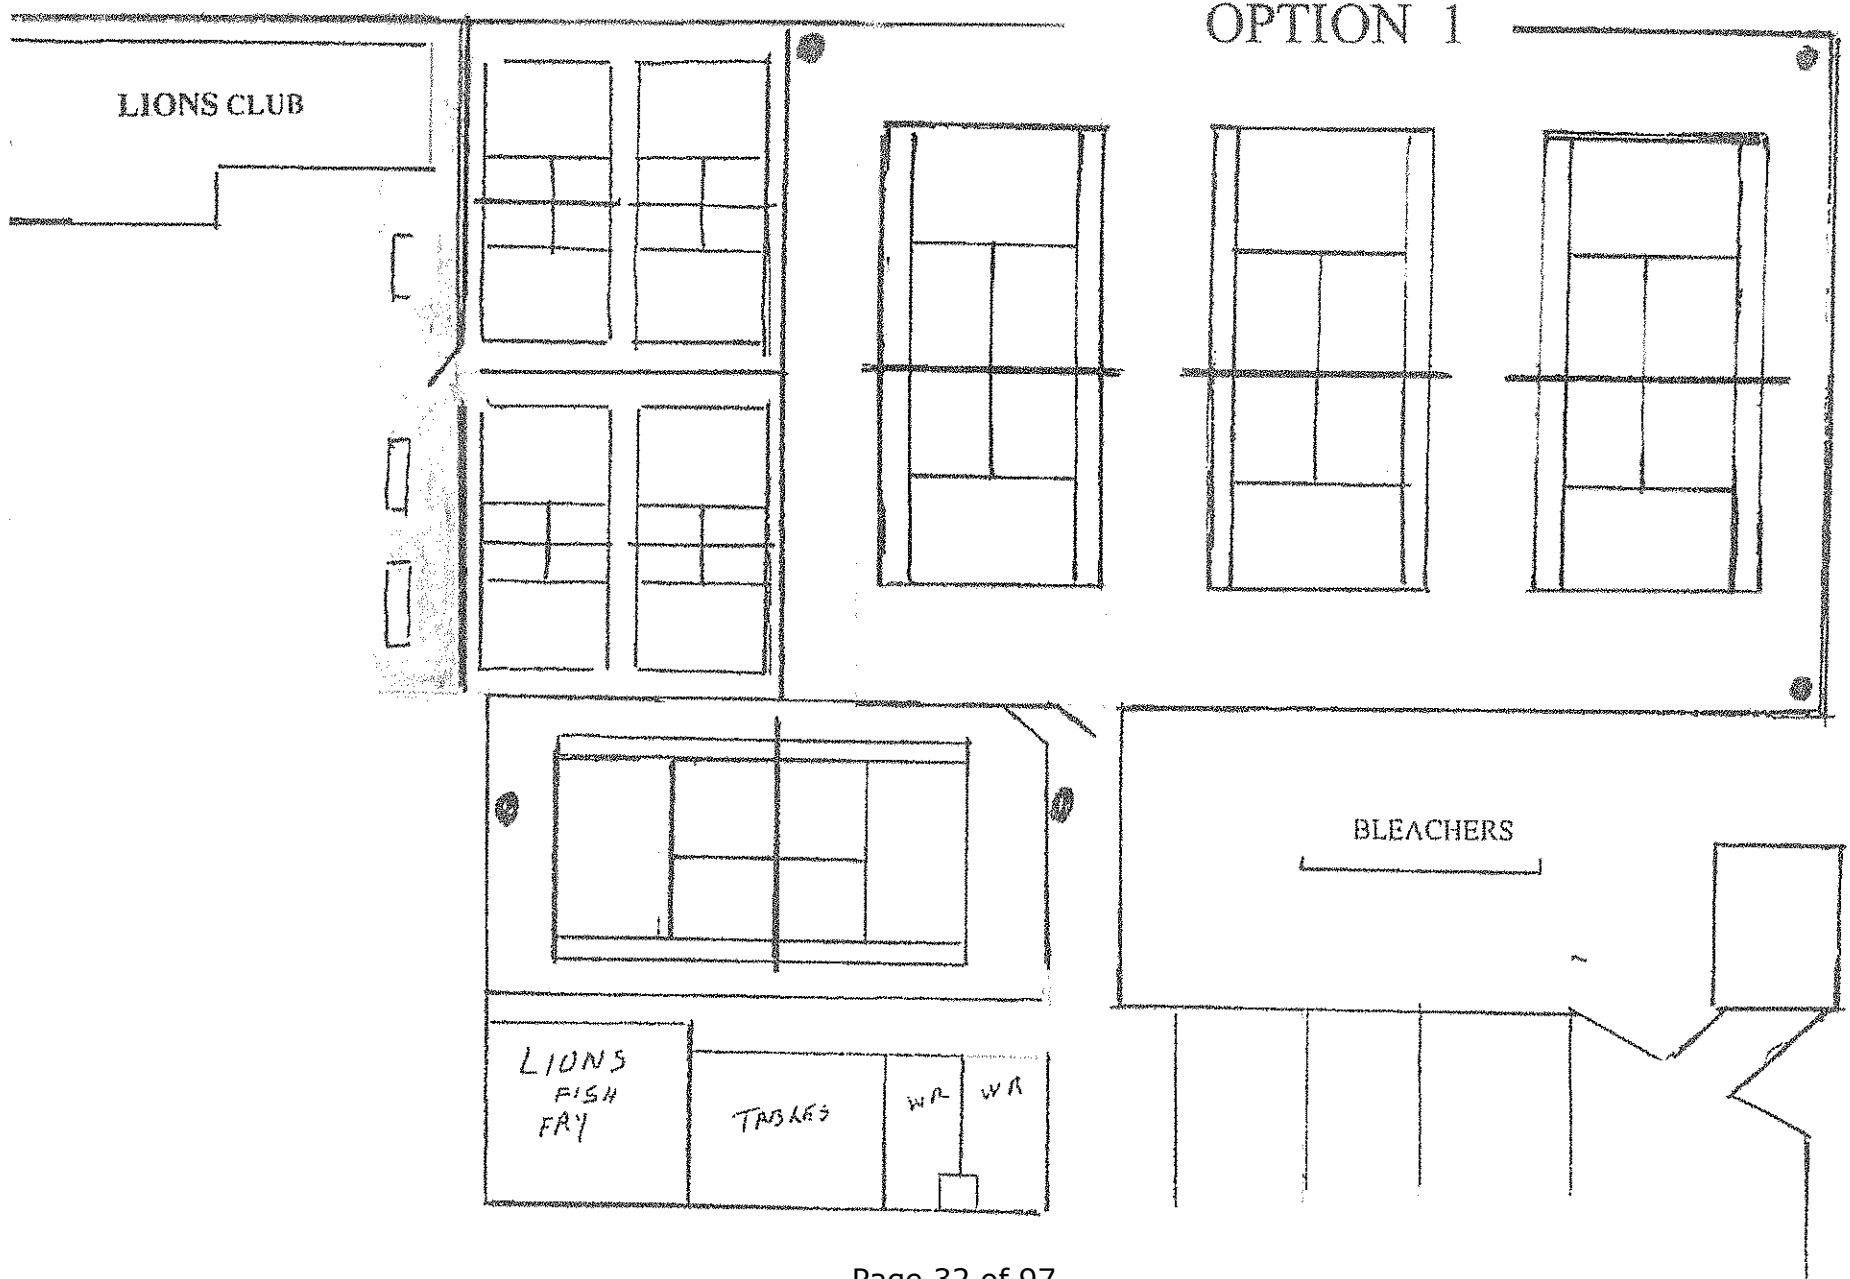 OPTION 1
LIONS CLUB
BLEACHERS
LIONS
FISH
FRY
TABLES
WR
WR
Page 32 of 97